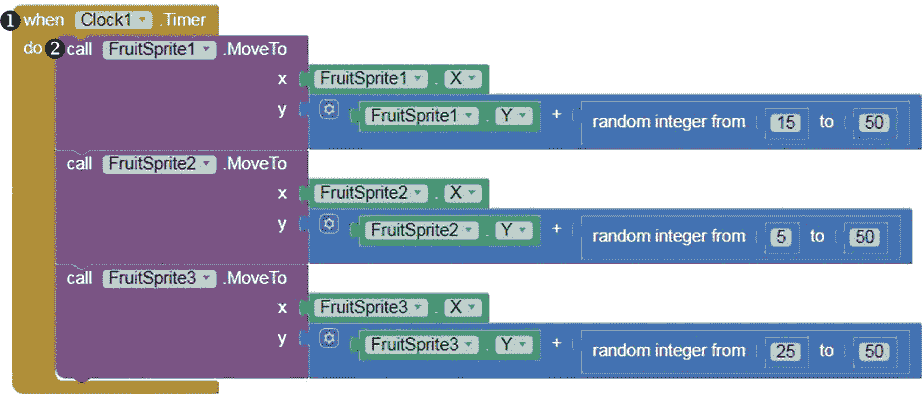 1 when Clock1 .Timer
do 2 call FruitSprite1 .MoveTo
x FruitSprite1 . X
y FruitSprite1 . Y + random integer from 15 to 50
call FruitSprite2 .MoveTo
x FruitSprite2 . X
y FruitSprite2 . Y + random integer from 5 to 50
call FruitSprite3 .MoveTo
x FruitSprite3 . X
y FruitSprite3 . Y + random integer from 25 to 50